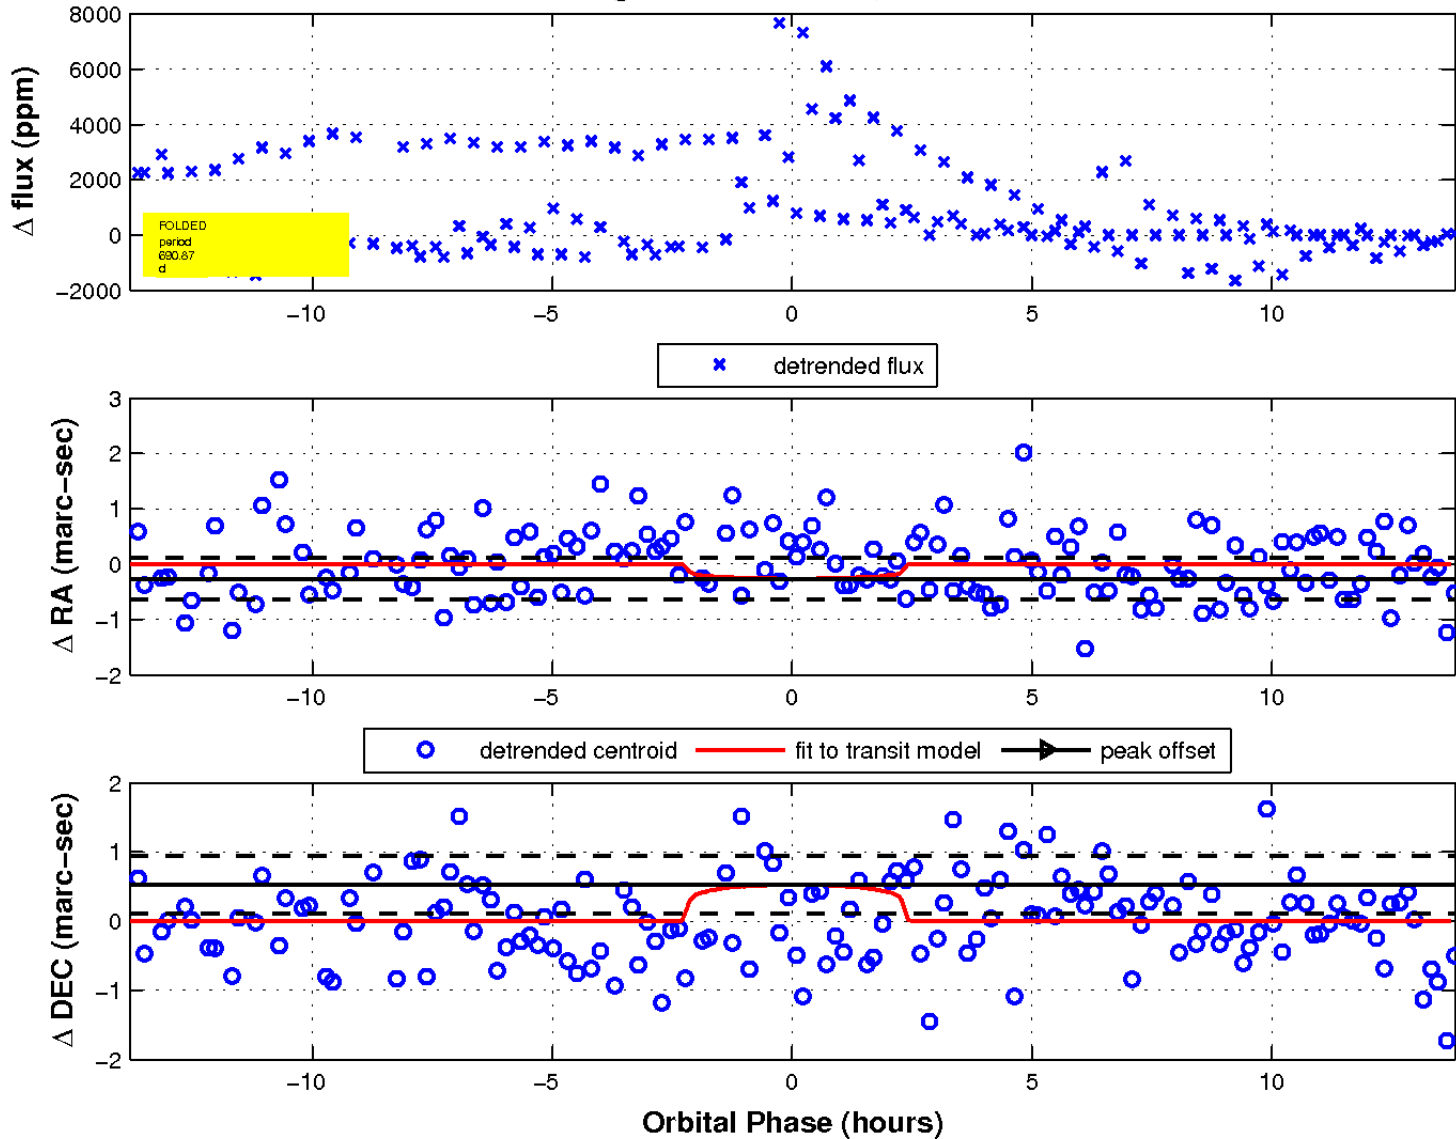 8000
6000
4000
2000
0
−2000
Δ flux (ppm)
−10 −5 0 5 10
FOLDED
period
690.87
d
detrended flux
3
2
1
0
−1
−2
Δ RA (marc−sec)
−10 −5 0 5 10
detrended centroid fit to transit model peak offset
2
1
0
−1
−2
Δ DEC (marc−sec)
−10 −5 0 5 10
Orbital Phase (hours)